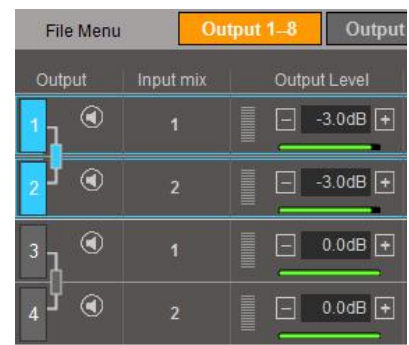 File Menu Output 1–8 Output
Output Input mix Output Level
1 1 -3.0dB
2 2 -3.0dB
3 1 0.0dB
4 2 0.0dB